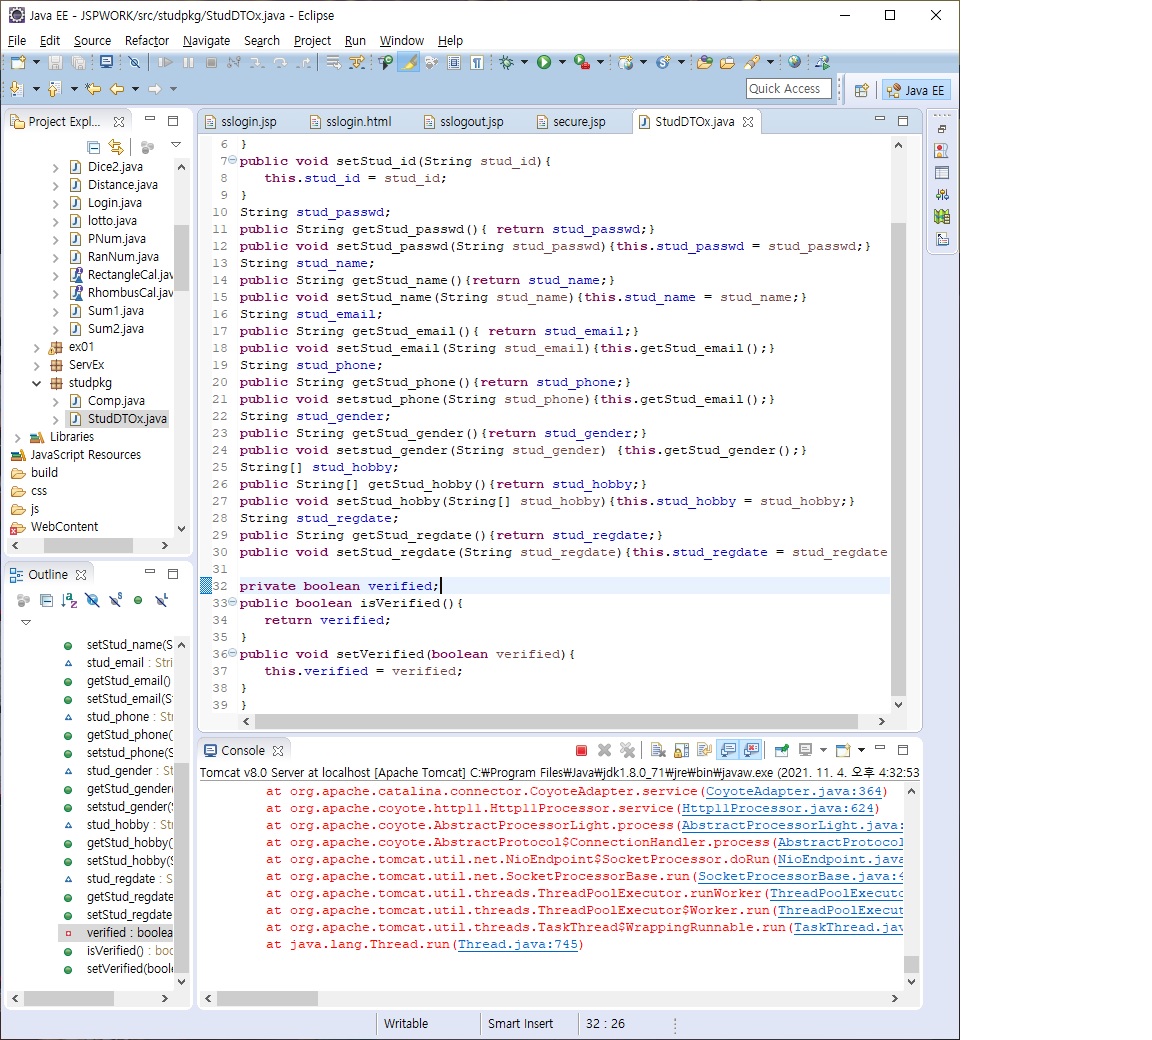 Java EE - JSPWORK/src/studpkg/StudDTOx.java - Eclipse
File Edit Source Refactor Navigate Search Project Run Window Help
Quick Access
Java EE
Project Expl...
Dice2.java
Distance.java
Login.java
lotto.java
PNum.java
RanNum.java
RectangleCal.jav
RhombusCal.jav
Sum1.java
Sum2.java
ex01
ServEx
studpkg
Comp.java
StudDTOx.java
Libraries
JavaScript Resources
build
css
js
WebContent
Outline
setStud_name(S
stud_email : Stri
getStud_email()
setStud_email(St
stud_phone : Str
getStud_phone(
setstud_phone(S
stud_gender : St
getStud_gender
setstud_gender(
stud_hobby : Str
getStud_hobby(
setStud_hobby(S
stud_regdate : St
getStud_regdate
setStud_regdate
verified : boolea
isVerified() : boo
setVerified(boole
sslogin.jsp sslogin.html sslogout.jsp secure.jsp StudDTOx.java
6 }
7 public void setStud_id(String stud_id){
8 this.stud_id = stud_id;
9 }
10 String stud_passwd;
11 public String getStud_passwd(){ return stud_passwd;}
12 public void setStud_passwd(String stud_passwd){this.stud_passwd = stud_passwd;}
13 String stud_name;
14 public String getStud_name(){return stud_name;}
15 public void setStud_name(String stud_name){this.stud_name = stud_name;}
16 String stud_email;
17 public String getStud_email(){ return stud_email;}
18 public void setStud_email(String stud_email){this.getStud_email();}
19 String stud_phone;
20 public String getStud_phone(){return stud_phone;}
21 public void setstud_phone(String stud_phone){this.getStud_email();}
22 String stud_gender;
23 public String getStud_gender(){return stud_gender;}
24 public void setstud_gender(String stud_gender) {this.getStud_gender();}
25 String[] stud_hobby;
26 public String[] getStud_hobby(){return stud_hobby;}
27 public void setStud_hobby(String[] stud_hobby){this.stud_hobby = stud_hobby;}
28 String stud_regdate;
29 public String getStud_regdate(){return stud_regdate;}
30 public void setStud_regdate(String stud_regdate){this.stud_regdate = stud_regdate
31
32 private boolean verified;
33 public boolean isVerified(){
34 return verified;
35 }
36 public void setVerified(boolean verified){
37 this.verified = verified;
38 }
39 }
Console
Tomcat v8.0 Server at localhost [Apache Tomcat] C:₩Program Files₩Java₩jdk1.8.0_71₩jre₩bin₩javaw.exe (2021. 11. 4. 오후 4:32:53
at org.apache.catalina.connector.CoyoteAdapter.service(CoyoteAdapter.java:364)
at org.apache.coyote.http11.Http11Processor.service(Http11Processor.java:624)
at org.apache.coyote.AbstractProcessorLight.process(AbstractProcessorLight.java:
at org.apache.coyote.AbstractProtocol$ConnectionHandler.process(AbstractProtocol
at org.apache.tomcat.util.net.NioEndpoint$SocketProcessor.doRun(NioEndpoint.java
at org.apache.tomcat.util.net.SocketProcessorBase.run(SocketProcessorBase.java:4
at org.apache.tomcat.util.threads.ThreadPoolExecutor.runWorker(ThreadPoolExecuto
at org.apache.tomcat.util.threads.ThreadPoolExecutor$Worker.run(ThreadPoolExecut
at org.apache.tomcat.util.threads.TaskThread$WrappingRunnable.run(TaskThread.jav
at java.lang.Thread.run(Thread.java:745)
Writable Smart Insert 32 : 26